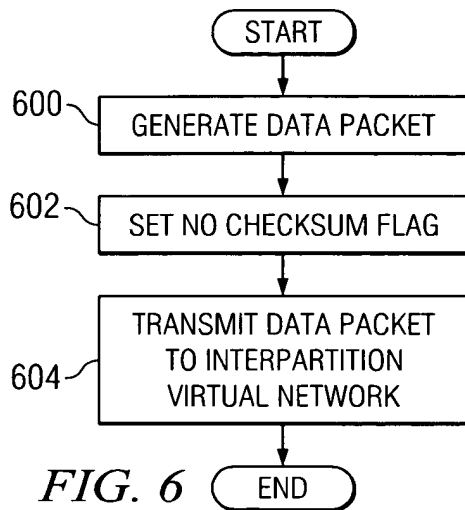 START
600
GENERATE DATA PACKET
602
SET NO CHECKSUM FLAG
604
TRANSMIT DATA PACKET
TO INTERPARTITION
VIRTUAL NETWORK
FIG. 6
END